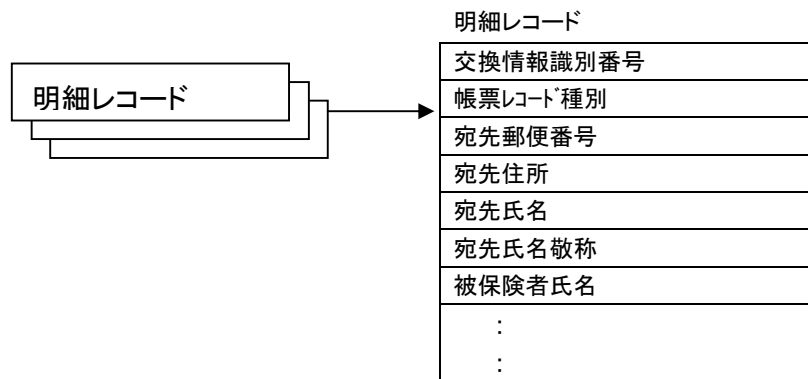 明細レコード
明細レコード
交換情報識別番号
帳票ﾚｺｰﾄﾞ種別
宛先郵便番号
宛先住所
宛先氏名
宛先氏名敬称
被保険者氏名
：
：